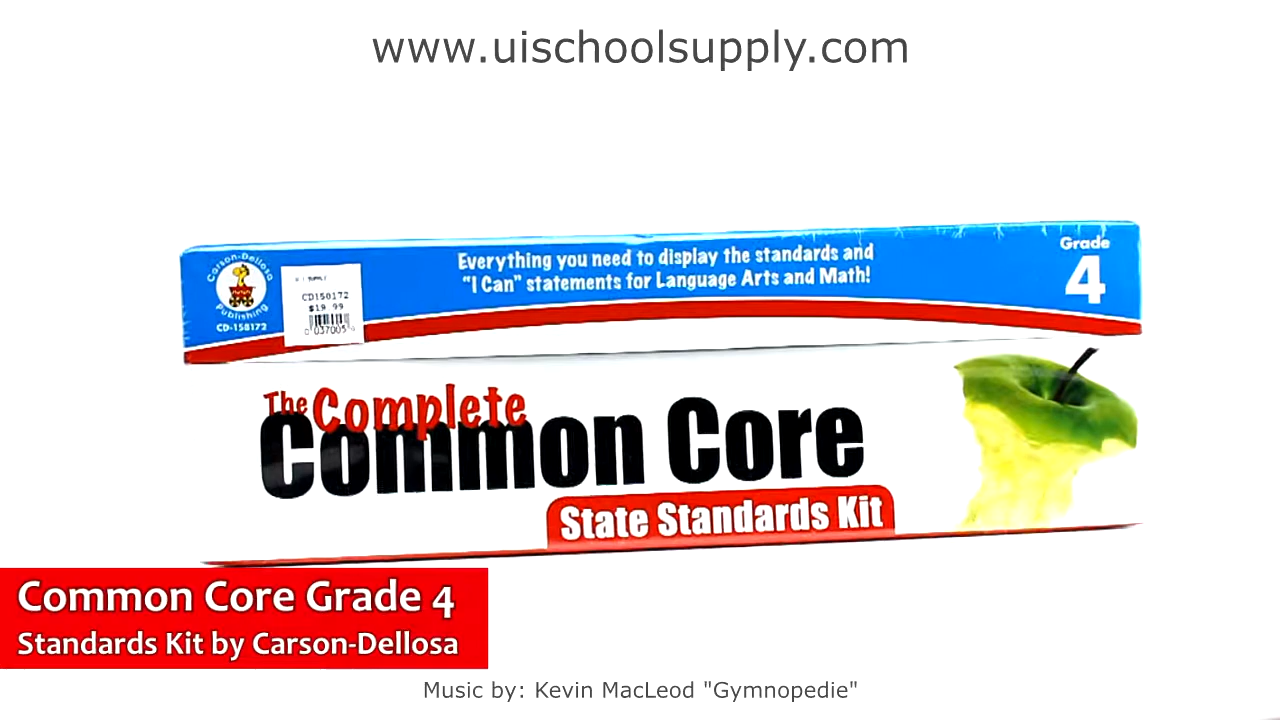 www.uischoolsupply.com
Carson-Dellosa
Publishing
CD-158172
CD158172
$19.99
Everything you need to display the standards and
"I Can" statements for Language Arts and Math!
Grade
4
The Complete
Common Core
State Standards Kit
Common Core Grade 4
Standards Kit by Carson-Dellosa
Music by: Kevin MacLeod "Gymnopedie"